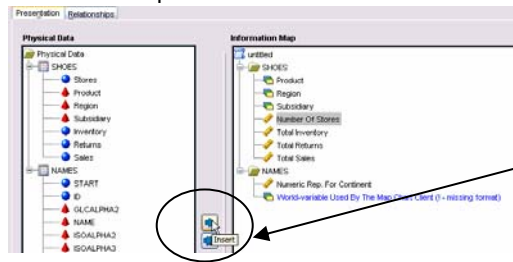 Presentation Relationships
Physical Data
Physical Data
SHOES
Stores
Product
Region
Subsidiary
Inventory
Returns
Sales
NAMES
START
ID
GLCALPHA2
NAME
ISOALPHA2
ISOALPHA3
Insert
Information Map
untitled
SHOES
Product
Region
Subsidiary
Number Of Stores
Total Inventory
Total Returns
Total Sales
NAMES
Numeric Rep. For Continent
World-variable Used By The Map Chart Client (! - missing format)